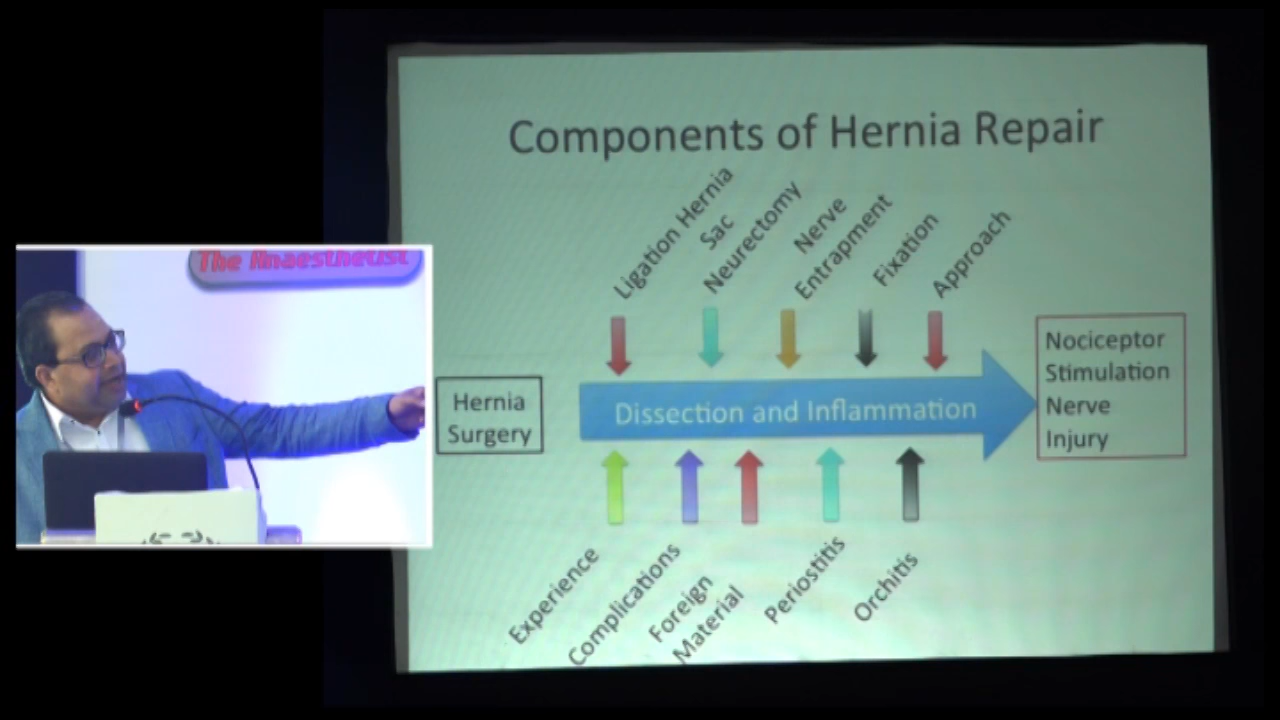 The Anaesthetist
Components of Hernia Repair
Ligation Hernia
Sac
Neurectomy
Nerve
Entrapment
Fixation
Approach
Hernia
Surgery
Dissection and Inflammation
Nociceptor
Stimulation
Nerve
Injury
Experience
Complications
Foreign
Material
Periostitis
Orchitis